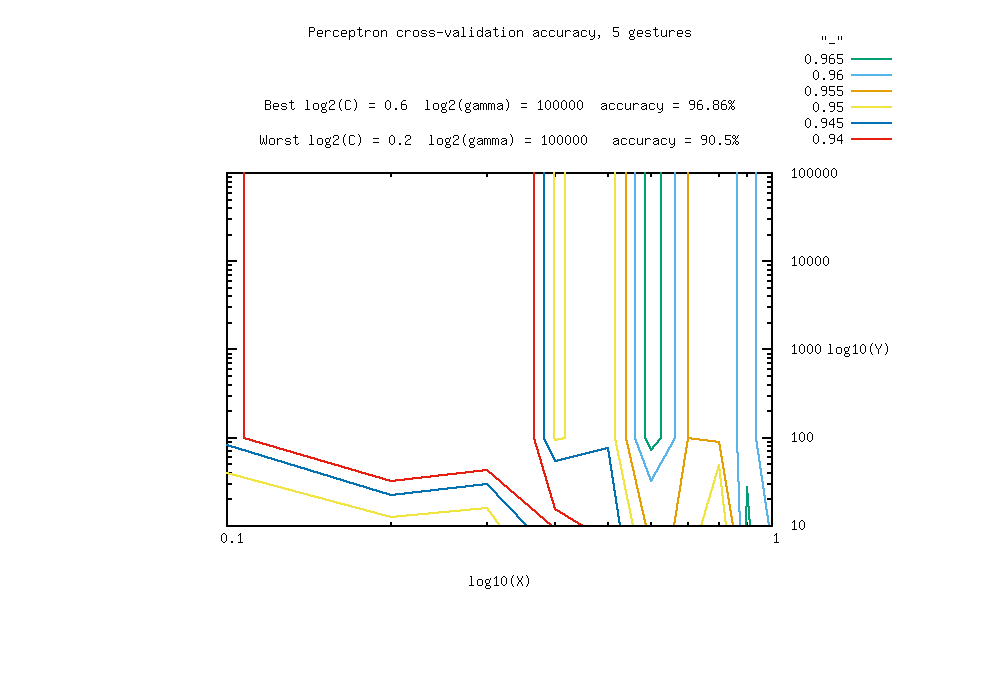 Perceptron cross-validation accuracy, 5 gestures
"_"
0.965
0.96
0.955
0.95
0.945
0.94
Best log2(C) = 0.6  log2(gamma) = 100000  accuracy = 96.86%
Worst log2(C) = 0.2  log2(gamma) = 100000   accuracy = 90.5%
100000
10000
1000 log10(Y)
100
10
0.1 1
log10(X)